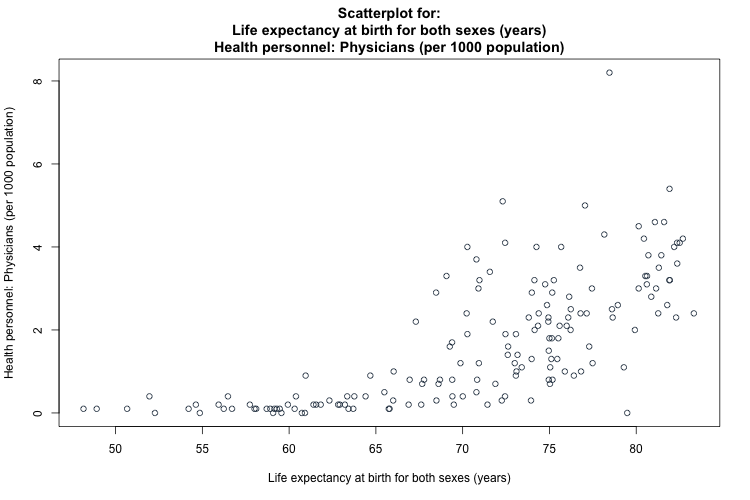 Scatterplot for:
Life expectancy at birth for both sexes (years)
Health personnel: Physicians (per 1000 population)
Health personnel: Physicians (per 1000 population)
8
6
4
2
0
50 55 60 65 70 75 80
Life expectancy at birth for both sexes (years)